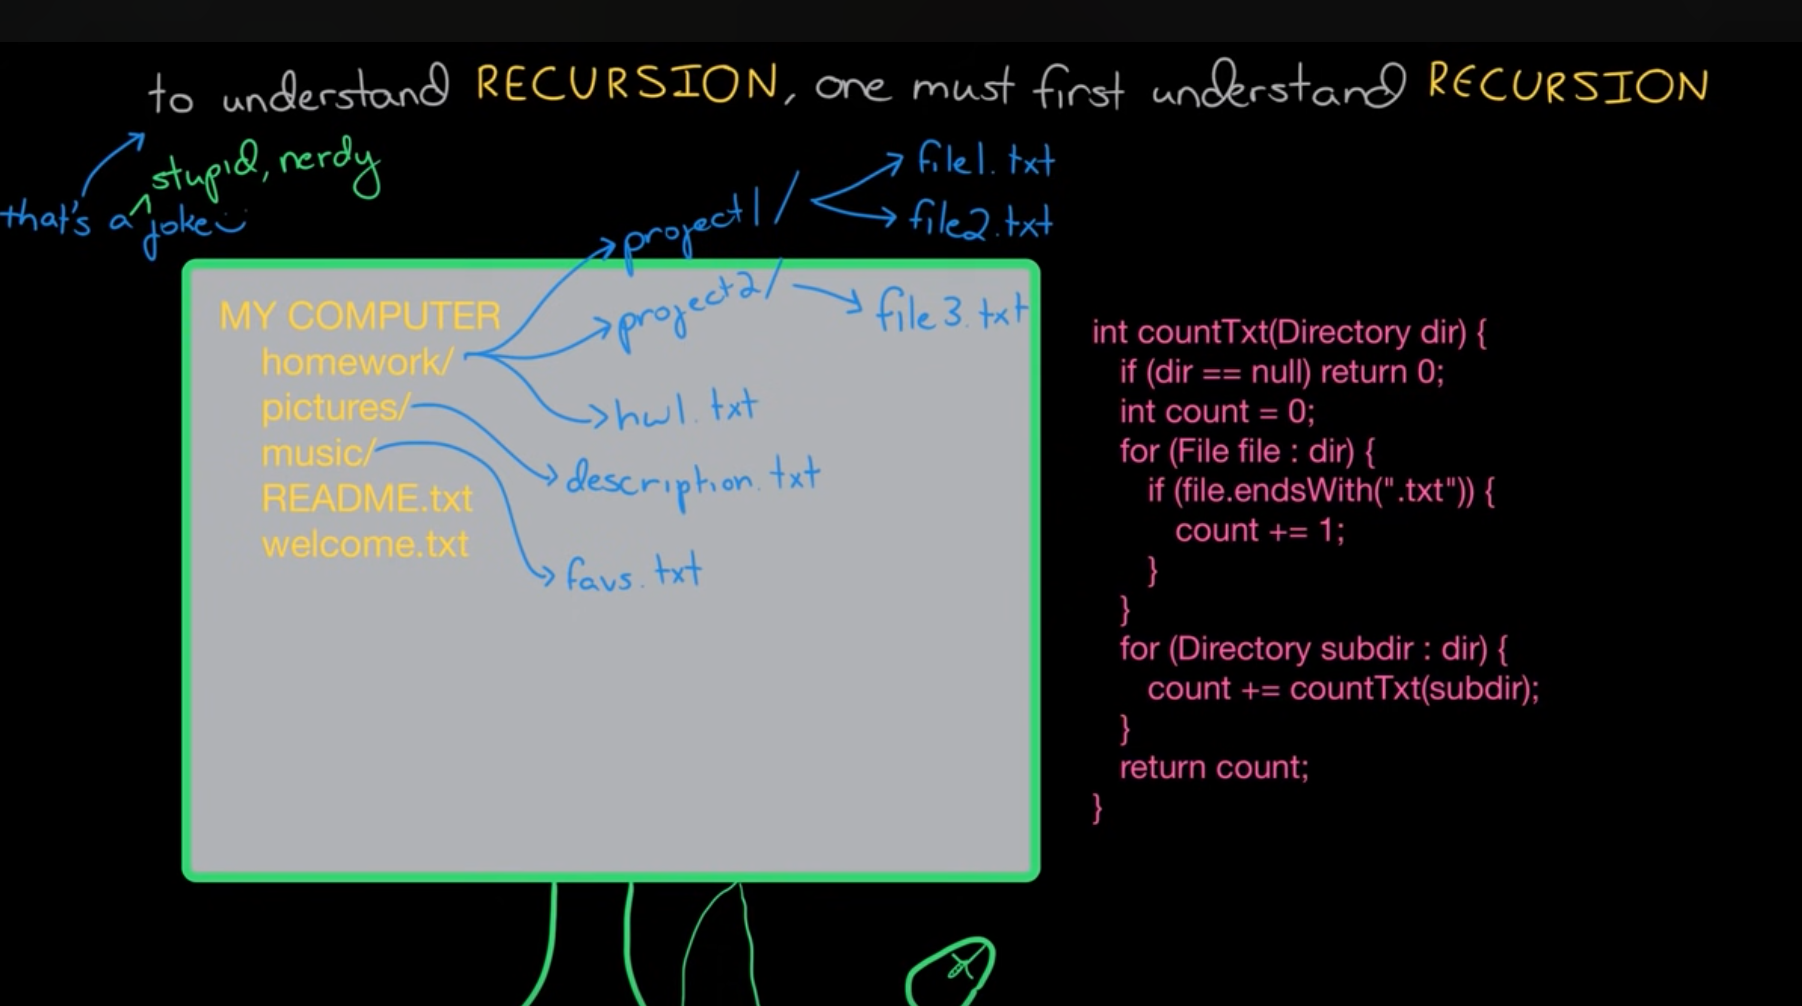 to understand RECURSION, one must first understand RECURSION
stupid, nerdy
that's a joke
project1/
file1.txt
file2.txt
project2/
file3.txt
MY COMPUTER
homework/
pictures/
music/
README.txt
welcome.txt
hw1.txt
description.txt
favs.txt
int countTxt(Directory dir) {
if (dir == null) return 0;
int count = 0;
for (File file : dir) {
if (file.endsWith(".txt")) {
count += 1;
}
}
for (Directory subdir : dir) {
count += countTxt(subdir);
}
return count;
}